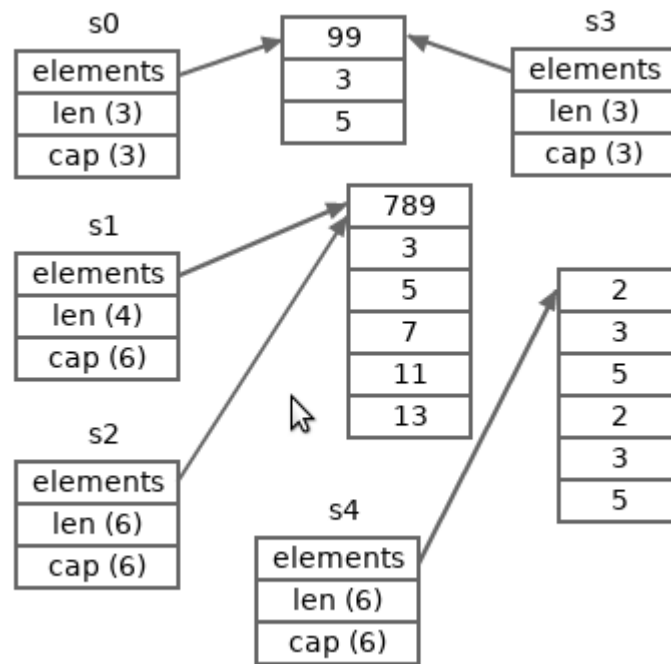 s0
elements
len (3)
cap (3)
99
3
5
s3
elements
len (3)
cap (3)
s1
elements
len (4)
cap (6)
789
3
5
7
11
13
s2
elements
len (6)
cap (6)
s4
elements
len (6)
cap (6)
2
3
5
2
3
5